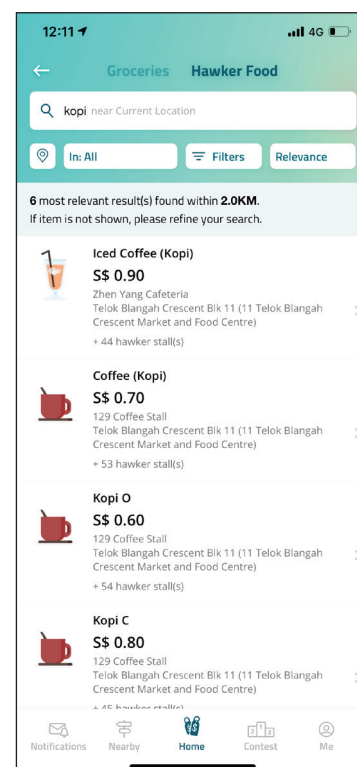 12:11
4G
Groceries Hawker Food
kopi near Current Location
In: All
Filters
Relevance
6 most relevant result(s) found within 2.0KM.
If item is not shown, please refine your search.
Iced Coffee (Kopi)
S$ 0.90
Zhen Yang Cafeteria
Telok Blangah Crescent Blk 11 (11 Telok Blangah
Crescent Market and Food Centre)
+ 44 hawker stall(s)
Coffee (Kopi)
S$ 0.70
129 Coffee Stall
Telok Blangah Crescent Blk 11 (11 Telok Blangah
Crescent Market and Food Centre)
+ 53 hawker stall(s)
Kopi O
S$ 0.60
129 Coffee Stall
Telok Blangah Crescent Blk 11 (11 Telok Blangah
Crescent Market and Food Centre)
+ 54 hawker stall(s)
Kopi C
S$ 0.80
129 Coffee Stall
Telok Blangah Crescent Blk 11 (11 Telok Blangah
Crescent Market and Food Centre)
+ 45 hawker stall(s)
Notifications Nearby Home Contest Me